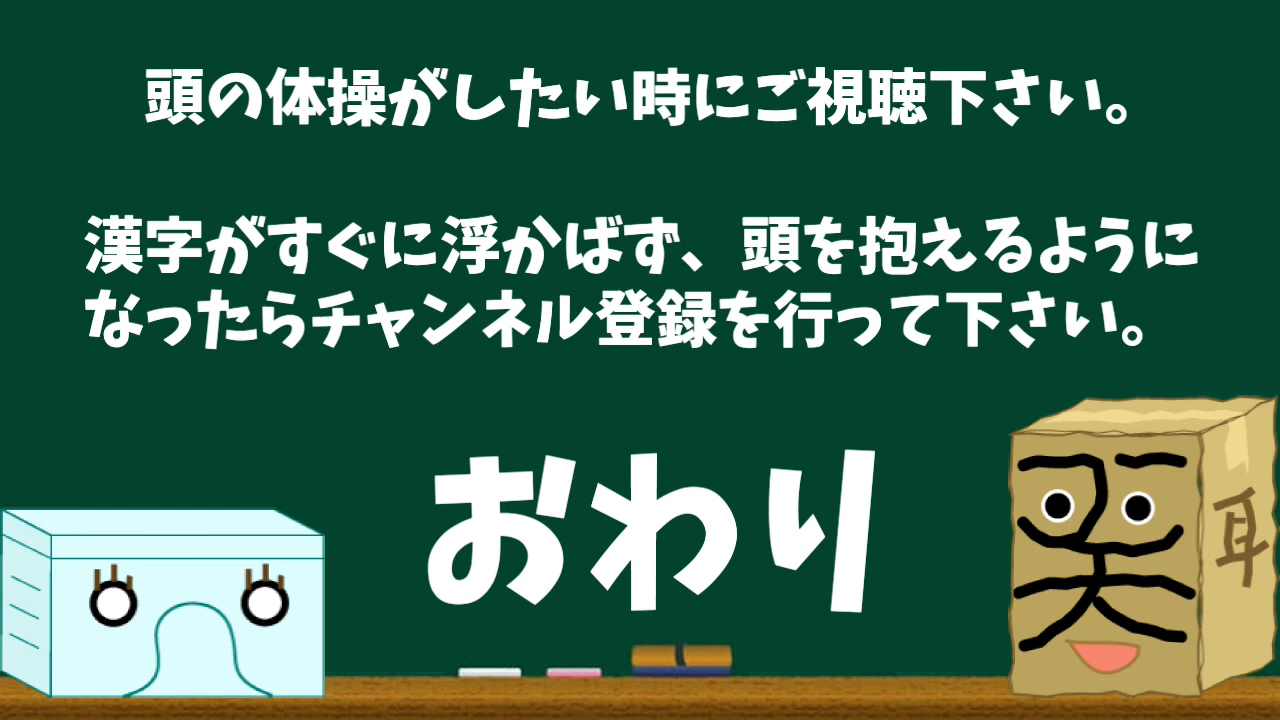 頭の体操がしたい時にご視聴下さい。
漢字がすぐに浮かばず、頭を抱えるように
なったらチャンネル登録を行って下さい。
おわり
耳